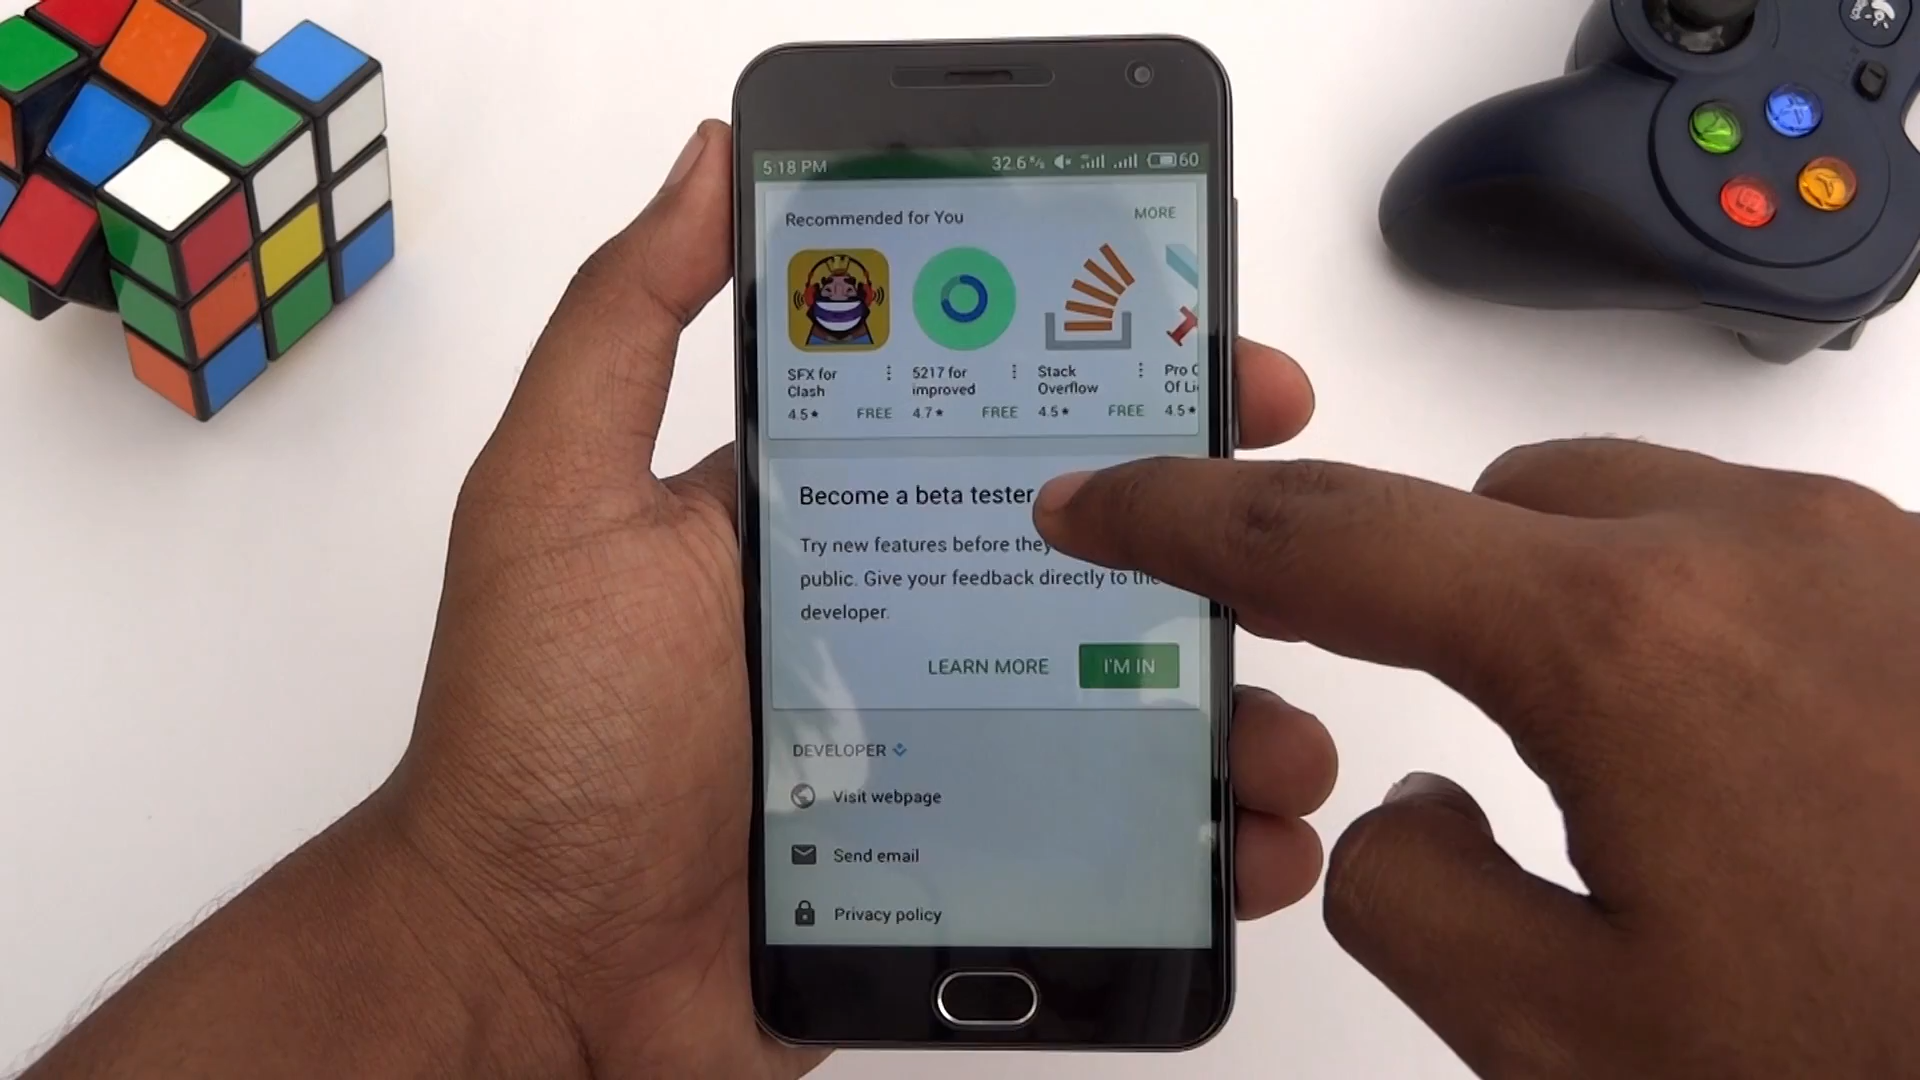 5:18 PM 32.6 60
Recommended for You MORE
SFX for
Clash
4.5★ FREE
5217 for
improved
4.7★ FREE
Stack
Overflow
4.5★ FREE
Pro
Of
4.5★
Become a beta tester
Try new features before they
public. Give your feedback directly to the
developer.
LEARN MORE I'M IN
DEVELOPER
Visit webpage
Send email
Privacy policy